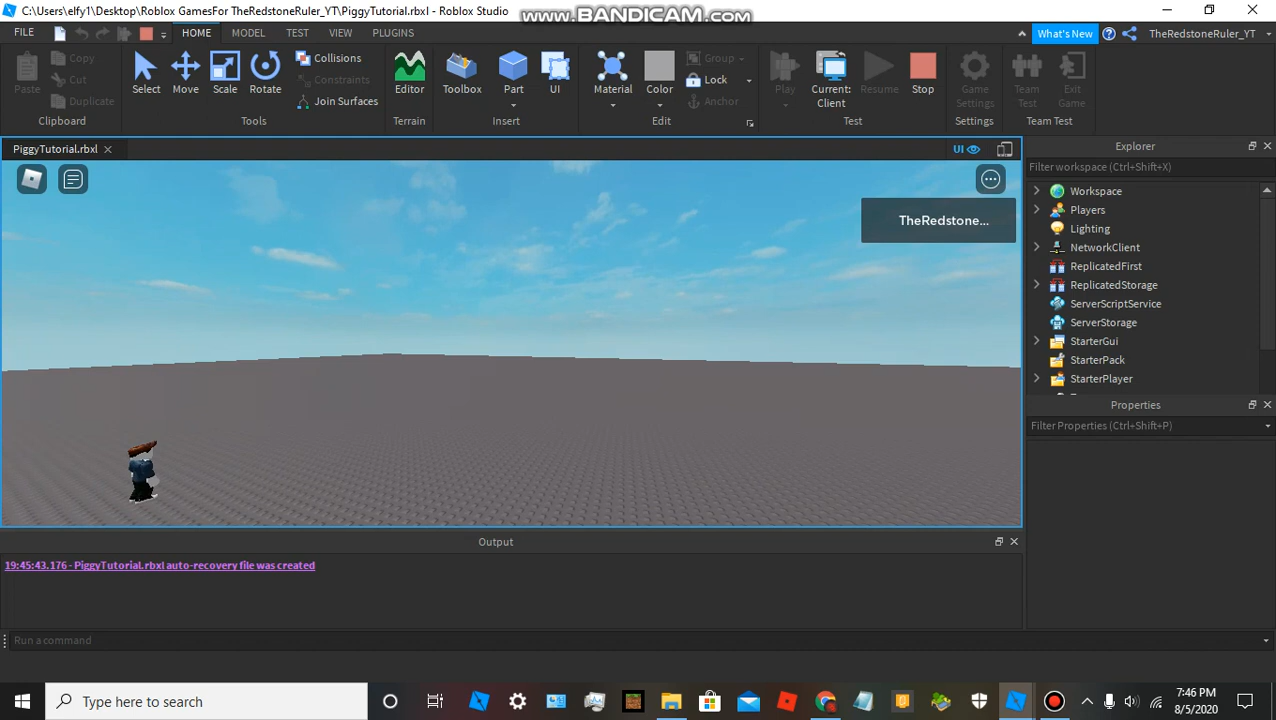 C:\Users\elfy1\Desktop\Roblox GamesFor TheRedstoneRuler_YT\PiggyTutorial.rbxl - Roblox Studio
www.BANDICAM.com
FILE HOME MODEL TEST VIEW PLUGINS What's New TheRedstoneRuler_YT
Paste Copy Cut Duplicate
Clipboard
Select Move Scale Rotate Collisions Constraints Join Surfaces
Tools
Editor
Terrain
Toolbox Part UI
Insert
Material Color Group Lock Anchor
Edit
Play Current: Client Resume Stop
Test
Game Settings
Settings
Team Test Exit Game
Team Test
PiggyTutorial.rbxl
UI
TheRedstone...
Explorer
Filter workspace (Ctrl+Shift+X)
Workspace
Players
Lighting
NetworkClient
ReplicatedFirst
ReplicatedStorage
ServerScriptService
ServerStorage
StarterGui
StarterPack
StarterPlayer
Properties
Filter Properties (Ctrl+Shift+P)
Output
19:45:43.176 - PiggyTutorial.rbxl auto-recovery file was created
Run a command
Type here to search
7:46 PM
8/5/2020